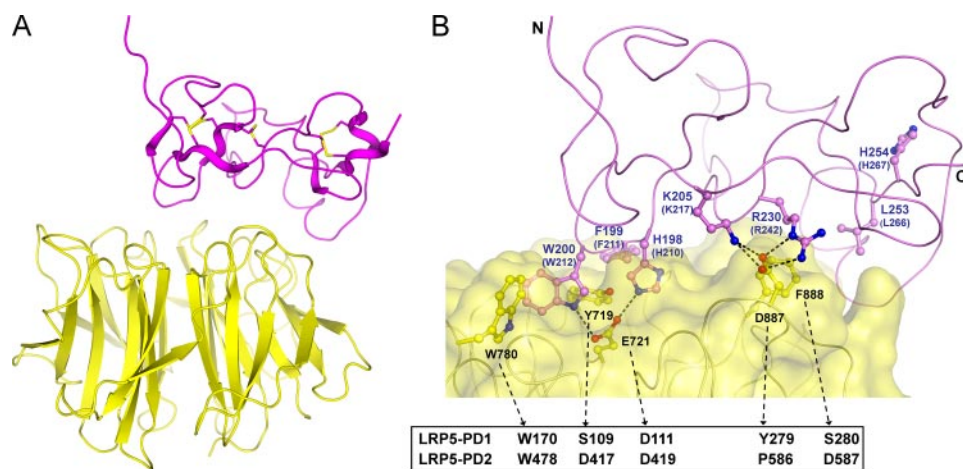 A
B
N
H254
(H267)
C
K205
(K217)
R230
(R242)
L253
(L266)
F199
(F211)
H198
(H210)
W200
(W212)
Y719
F888
D887
E721
W780
LRP5-PD1 W170 S109 D111 Y279 S280
LRP5-PD2 W478 D417 D419 P586 D587